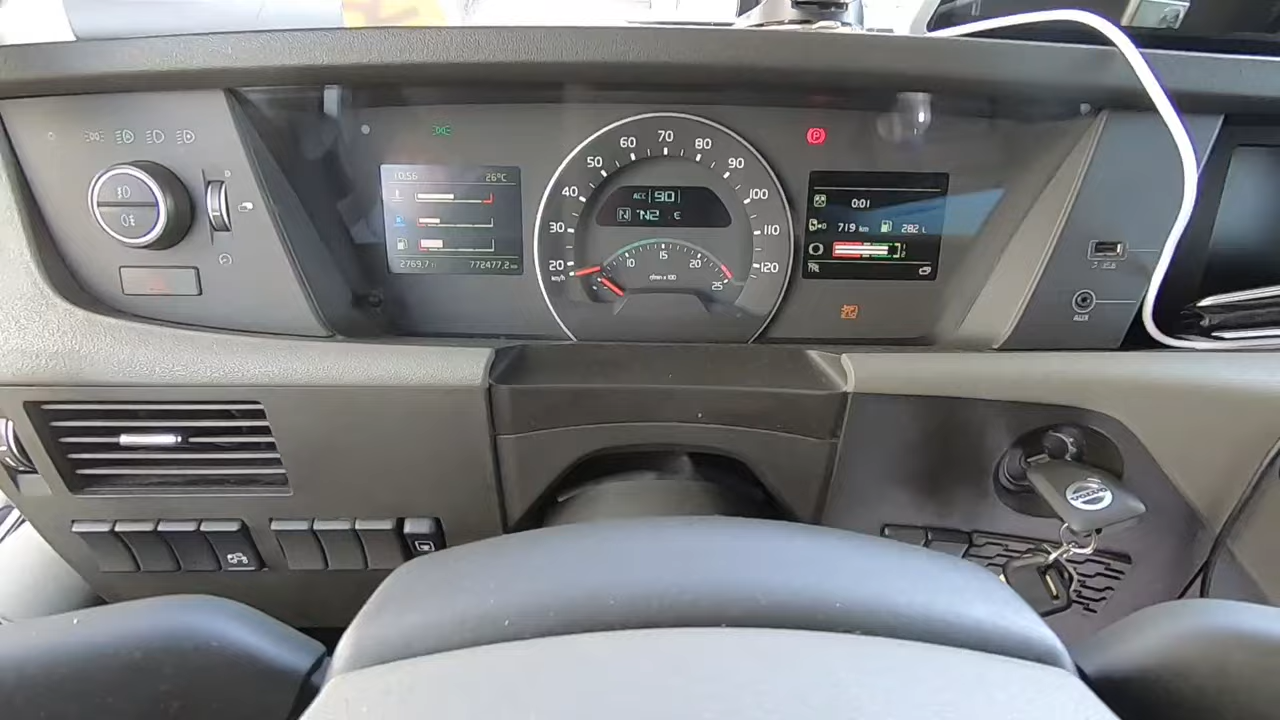 10:56 26°C
2769,7 772477,2 km
20 30 40 50 60 70 80 90 100 110 120
km/h
ACC 90
N N2 E
5 10 15 20 25
r/min x 100
P
0:01
719 km 282 L
AUX
VOLVO